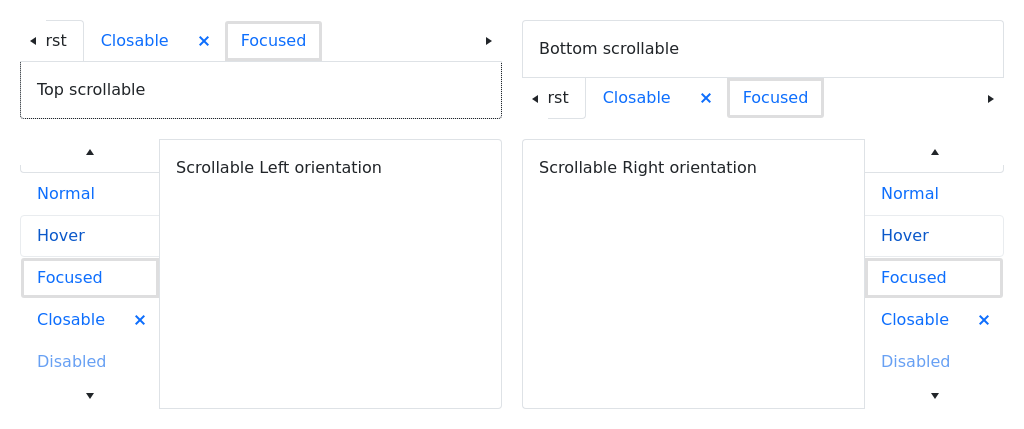 rst Closable × Focused
Top scrollable
Bottom scrollable
rst Closable × Focused
Normal
Hover
Focused
Closable ×
Disabled
Scrollable Left orientation
Scrollable Right orientation
Normal
Hover
Focused
Closable ×
Disabled